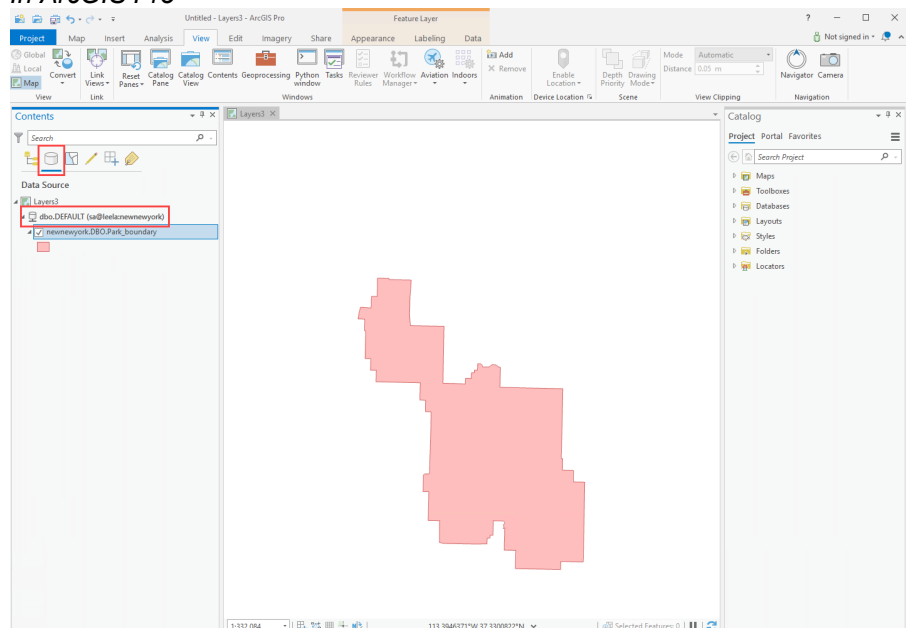 In ArcGIS Pro
Untitled - Layers3 - ArcGIS Pro
Feature Layer
? — □ ×
Project Map Insert Analysis View Edit Imagery Share Appearance Labeling Data
Not signed in
Global
Local
Map
Convert
Link Views
Reset Panes
Catalog Pane
Catalog View
Contents
Geoprocessing
Python window
Tasks
Reviewer Rules
Workflow Manager
Aviation
Indoors
Add
Remove
Enable Location
Depth Priority
Drawing Mode
Mode Automatic
Distance 0.05 m
Navigator
Camera
View Link Windows Animation Device Location Scene View Clipping Navigation
Contents
Search
Data Source
Layers3
dbo.DEFAULT (sa@leela:newnewyork)
newnewyork.DBO.Park_boundary
Layers3
Catalog
Project Portal Favorites
Search Project
Maps
Toolboxes
Databases
Layouts
Styles
Folders
Locators
1:332,084
113.3946371°W 37.3300822°N
Selected Features: 0